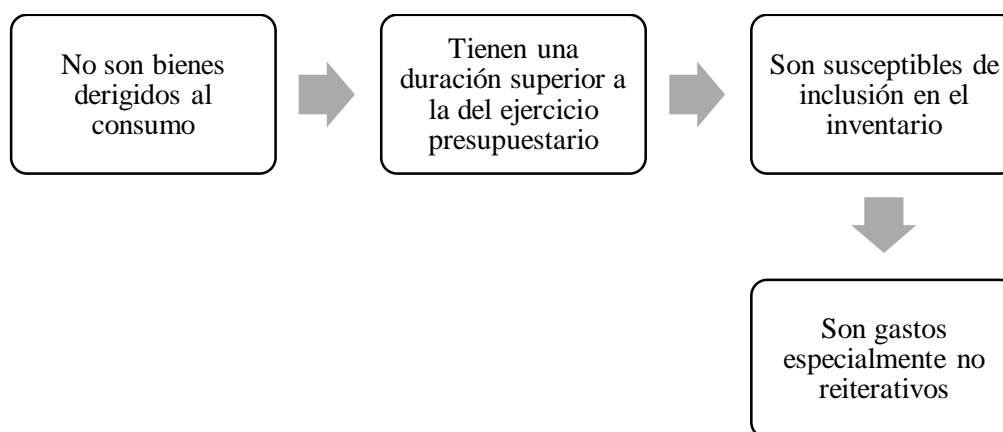 No son bienes
derigidos al
consumo
Tienen una
duración superior a
la del ejercicio
presupuestario
Son susceptibles de
inclusión en el
inventario
Son gastos
especialmente no
reiterativos